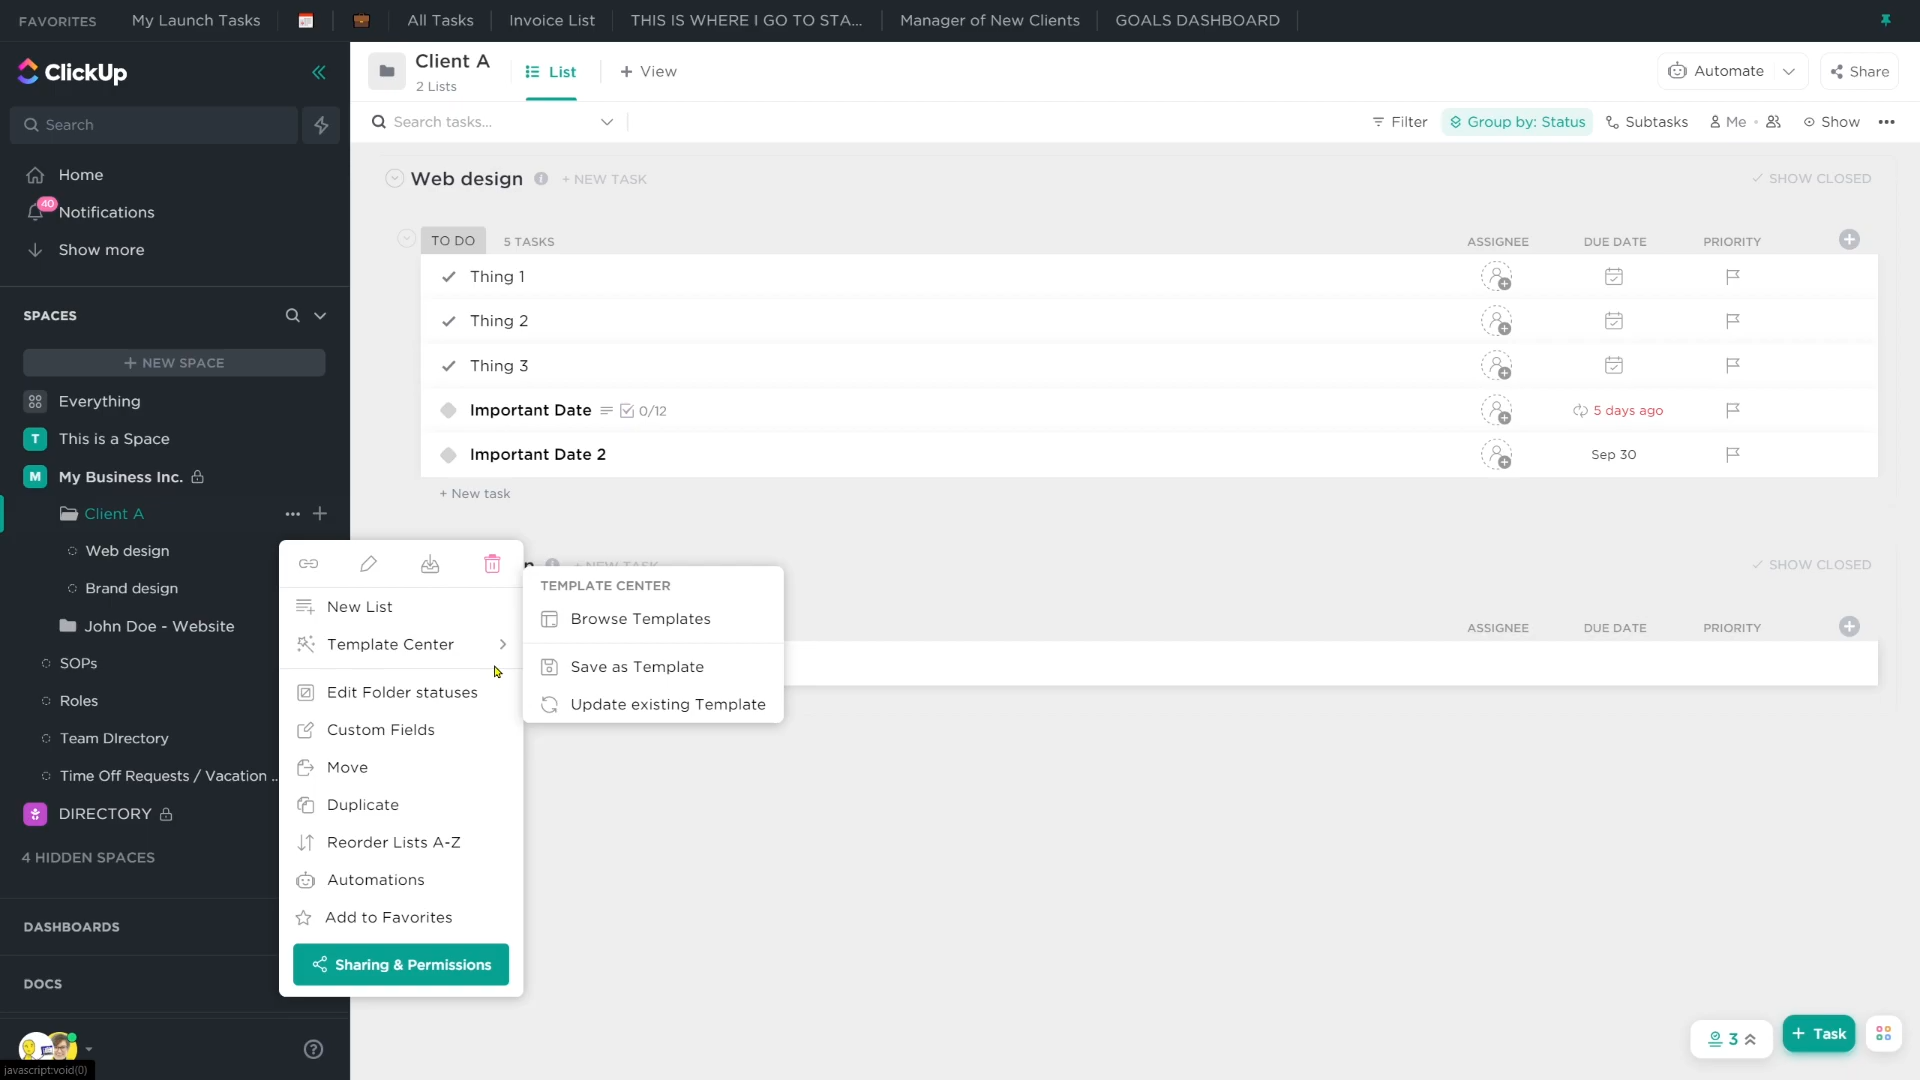 FAVORITES
My Launch Tasks
All Tasks
Invoice List
THIS IS WHERE I GO TO STA...
Manager of New Clients
GOALS DASHBOARD
ClickUp
Search
Home
40
Notifications
Show more
SPACES
+ NEW SPACE
Everything
T
This is a Space
M
My Business Inc.
Client A
Web design
Brand design
John Doe - Website
SOPs
Roles
Team DIrectory
Time Off Requests / Vacation ..
DIRECTORY
4 HIDDEN SPACES
DASHBOARDS
DOCS
javascript:void(0)
Client A
2 Lists
List
+ View
Automate
Share
Search tasks...
Filter
Group by: Status
Subtasks
Me
Show
Web design
+ NEW TASK
SHOW CLOSED
TO DO
5 TASKS
ASSIGNEE
DUE DATE
PRIORITY
Thing 1
Thing 2
Thing 3
Important Date
0/12
5 days ago
Important Date 2
Sep 30
+ New task
n
+ NEW TASK
SHOW CLOSED
ASSIGNEE
DUE DATE
PRIORITY
New List
Template Center
Edit Folder statuses
Custom Fields
Move
Duplicate
Reorder Lists A-Z
Automations
Add to Favorites
Sharing & Permissions
TEMPLATE CENTER
Browse Templates
Save as Template
Update existing Template
3
+ Task